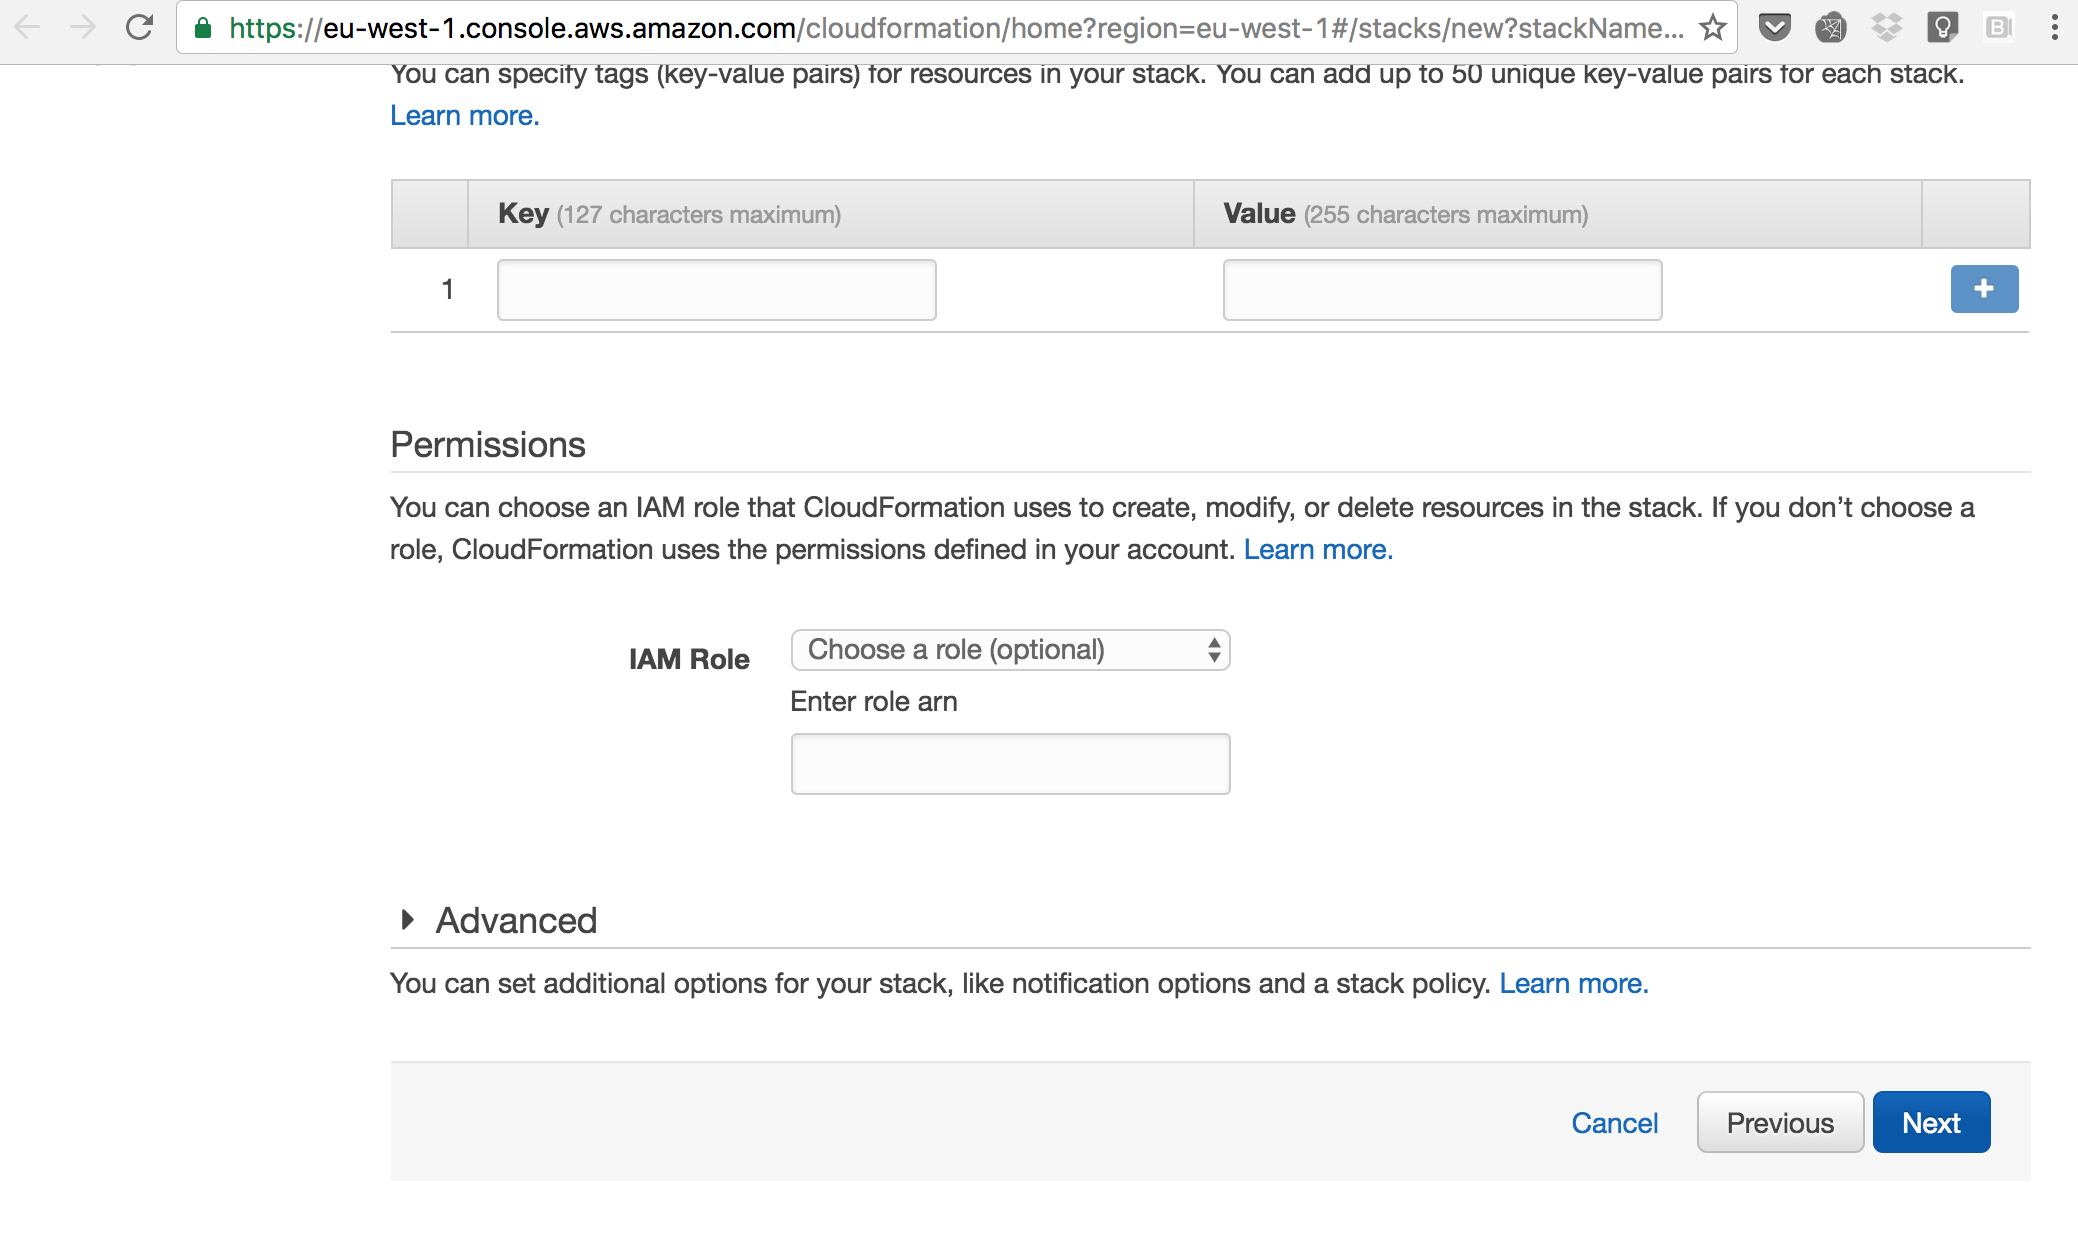 https://eu-west-1.console.aws.amazon.com/cloudformation/home?region=eu-west-1#/stacks/new?stackName...
You can specify tags (key-value pairs) for resources in your stack. You can add up to 50 unique key-value pairs for each stack.
Learn more.
Key (127 characters maximum) Value (255 characters maximum)
1
Permissions
You can choose an IAM role that CloudFormation uses to create, modify, or delete resources in the stack. If you don’t choose a
role, CloudFormation uses the permissions defined in your account. Learn more.
IAM Role Choose a role (optional)
Enter role arn
Advanced
You can set additional options for your stack, like notification options and a stack policy. Learn more.
Cancel Previous Next